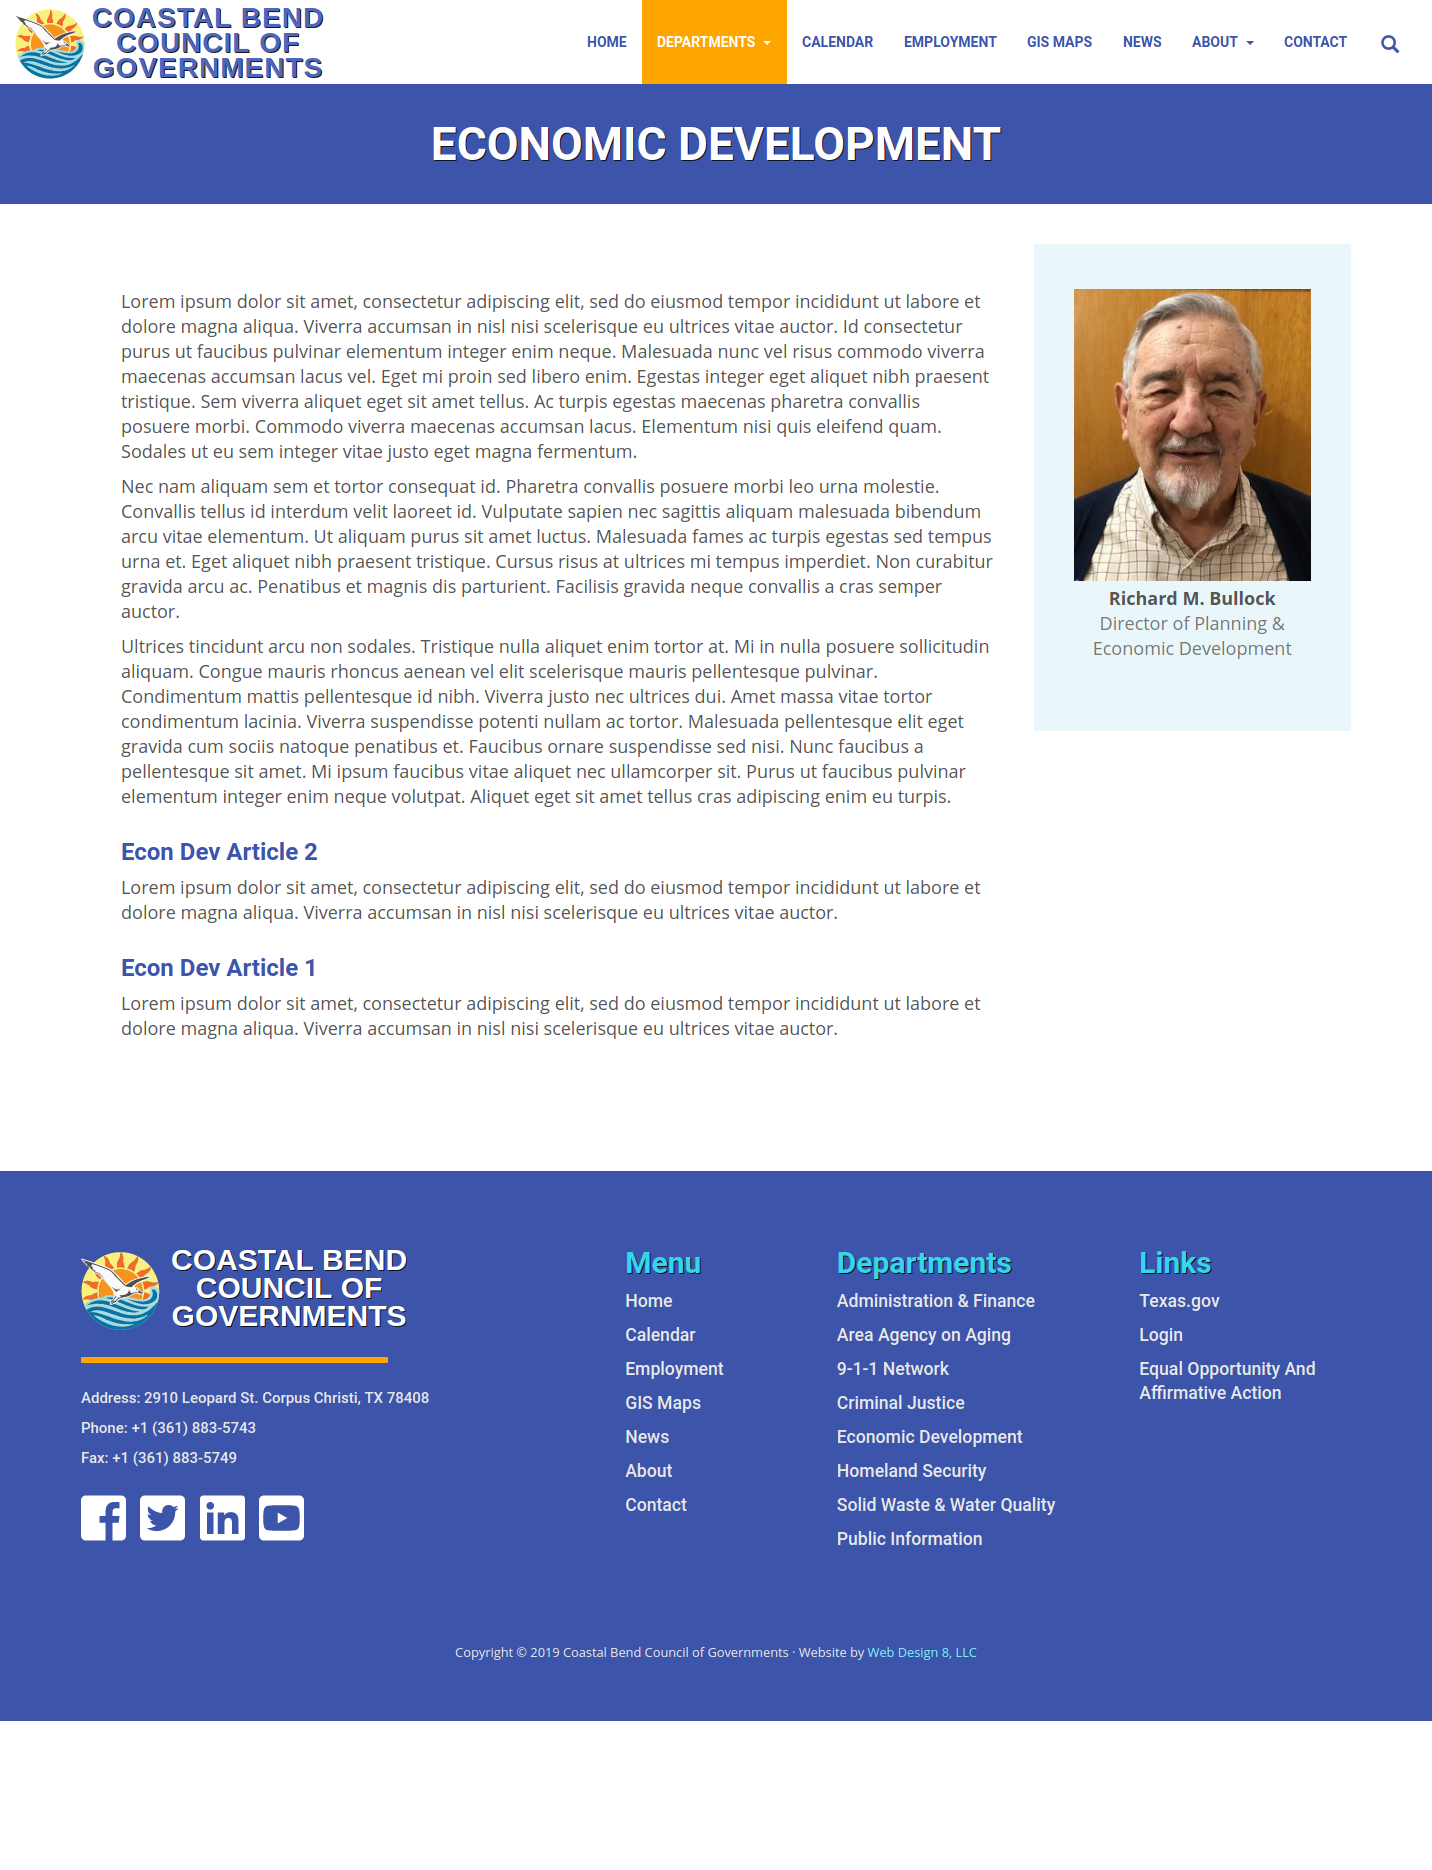 COASTAL BEND
COUNCIL OF
GOVERNMENTS
HOME DEPARTMENTS CALENDAR EMPLOYMENT GIS MAPS NEWS ABOUT CONTACT
ECONOMIC DEVELOPMENT
Lorem ipsum dolor sit amet, consectetur adipiscing elit, sed do eiusmod tempor incididunt ut labore et
dolore magna aliqua. Viverra accumsan in nisl nisi scelerisque eu ultrices vitae auctor. Id consectetur
purus ut faucibus pulvinar elementum integer enim neque. Malesuada nunc vel risus commodo viverra
maecenas accumsan lacus vel. Eget mi proin sed libero enim. Egestas integer eget aliquet nibh praesent
tristique. Sem viverra aliquet eget sit amet tellus. Ac turpis egestas maecenas pharetra convallis
posuere morbi. Commodo viverra maecenas accumsan lacus. Elementum nisi quis eleifend quam.
Sodales ut eu sem integer vitae justo eget magna fermentum.
Nec nam aliquam sem et tortor consequat id. Pharetra convallis posuere morbi leo urna molestie.
Convallis tellus id interdum velit laoreet id. Vulputate sapien nec sagittis aliquam malesuada bibendum
arcu vitae elementum. Ut aliquam purus sit amet luctus. Malesuada fames ac turpis egestas sed tempus
urna et. Eget aliquet nibh praesent tristique. Cursus risus at ultrices mi tempus imperdiet. Non curabitur
gravida arcu ac. Penatibus et magnis dis parturient. Facilisis gravida neque convallis a cras semper
auctor.
Ultrices tincidunt arcu non sodales. Tristique nulla aliquet enim tortor at. Mi in nulla posuere sollicitudin
aliquam. Congue mauris rhoncus aenean vel elit scelerisque mauris pellentesque pulvinar.
Condimentum mattis pellentesque id nibh. Viverra justo nec ultrices dui. Amet massa vitae tortor
condimentum lacinia. Viverra suspendisse potenti nullam ac tortor. Malesuada pellentesque elit eget
gravida cum sociis natoque penatibus et. Faucibus ornare suspendisse sed nisi. Nunc faucibus a
pellentesque sit amet. Mi ipsum faucibus vitae aliquet nec ullamcorper sit. Purus ut faucibus pulvinar
elementum integer enim neque volutpat. Aliquet eget sit amet tellus cras adipiscing enim eu turpis.
Econ Dev Article 2
Lorem ipsum dolor sit amet, consectetur adipiscing elit, sed do eiusmod tempor incididunt ut labore et
dolore magna aliqua. Viverra accumsan in nisl nisi scelerisque eu ultrices vitae auctor.
Econ Dev Article 1
Lorem ipsum dolor sit amet, consectetur adipiscing elit, sed do eiusmod tempor incididunt ut labore et
dolore magna aliqua. Viverra accumsan in nisl nisi scelerisque eu ultrices vitae auctor.
Richard M. Bullock
Director of Planning &
Economic Development
COASTAL BEND
COUNCIL OF
GOVERNMENTS
Address: 2910 Leopard St. Corpus Christi, TX 78408
Phone: +1 (361) 883-5743
Fax: +1 (361) 883-5749
Menu
Home
Calendar
Employment
GIS Maps
News
About
Contact
Departments
Administration & Finance
Area Agency on Aging
9-1-1 Network
Criminal Justice
Economic Development
Homeland Security
Solid Waste & Water Quality
Public Information
Links
Texas.gov
Login
Equal Opportunity And
Affirmative Action
Copyright © 2019 Coastal Bend Council of Governments · Website by Web Design 8, LLC